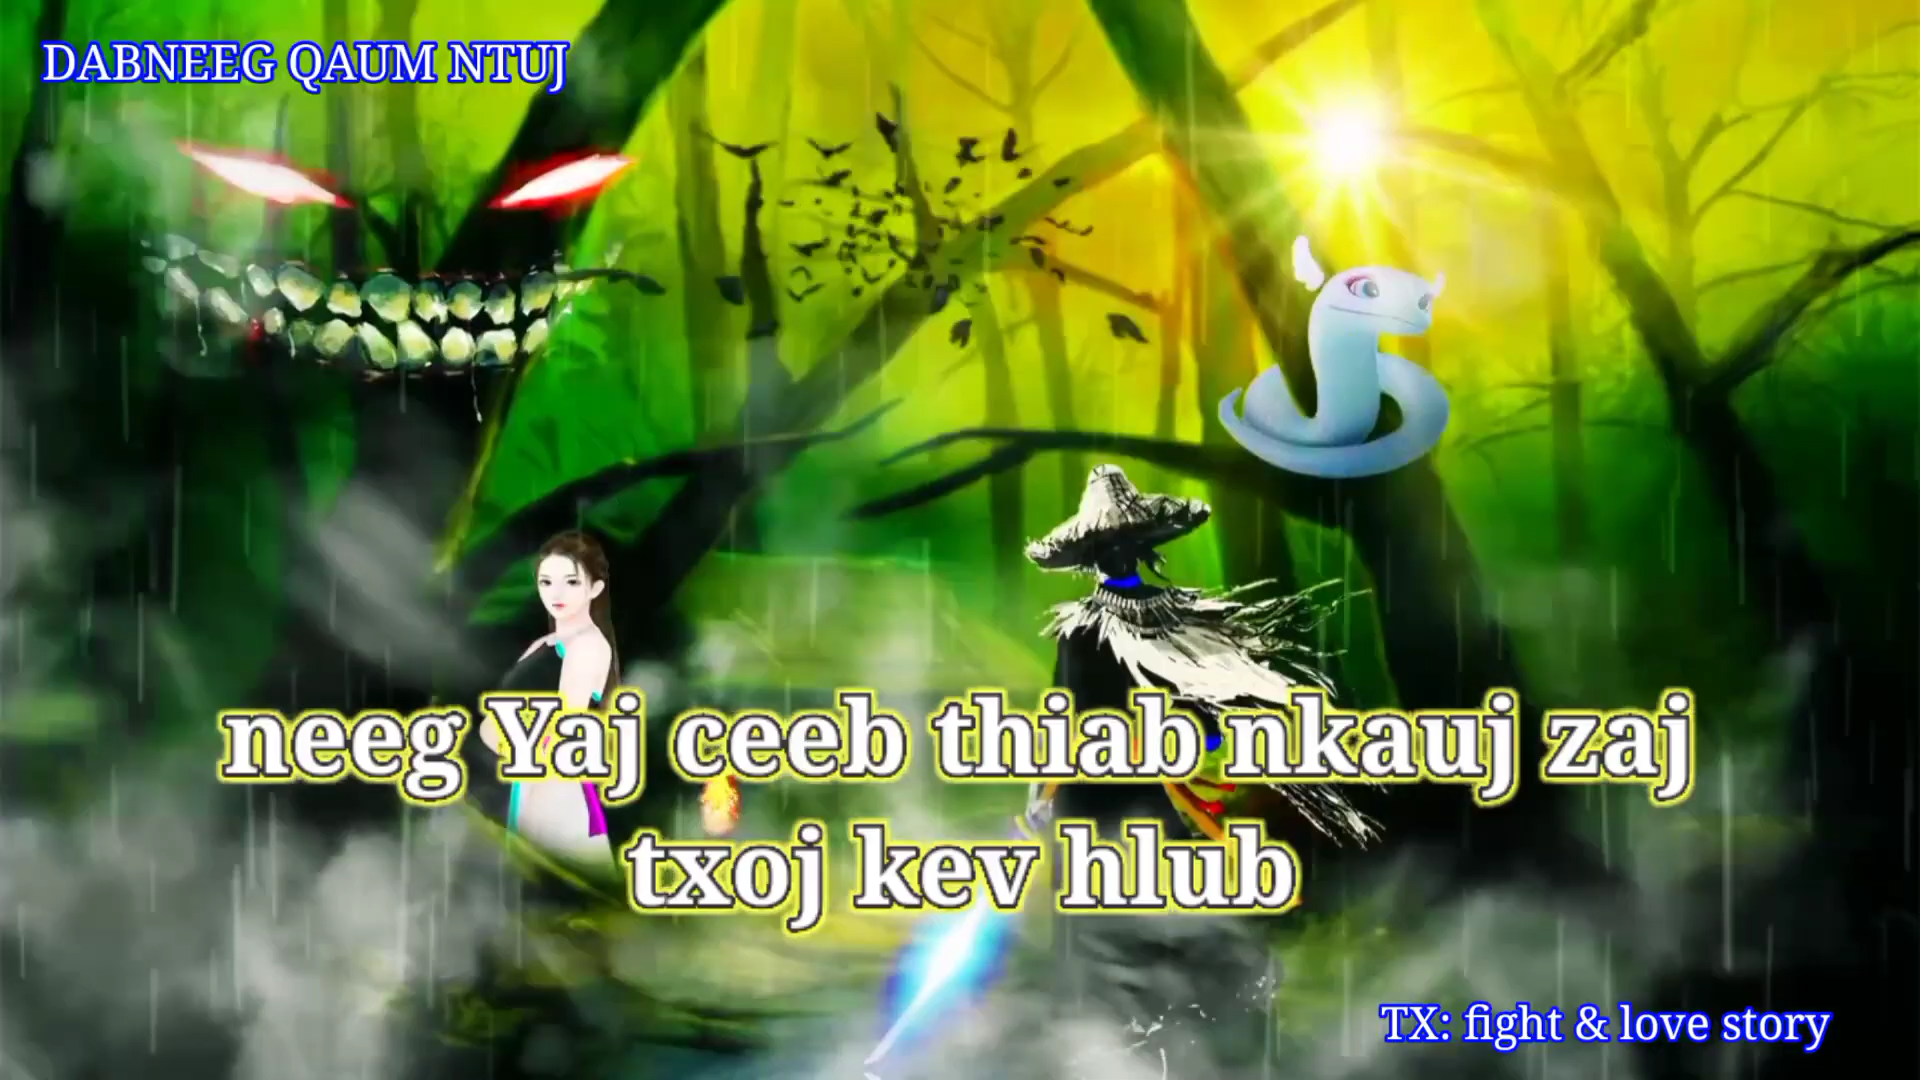 DABNEEG QAUM NTUJ
neeg Yaj ceeb thiab nkauj zaj
txoj kev hlub
TX: fight & love story